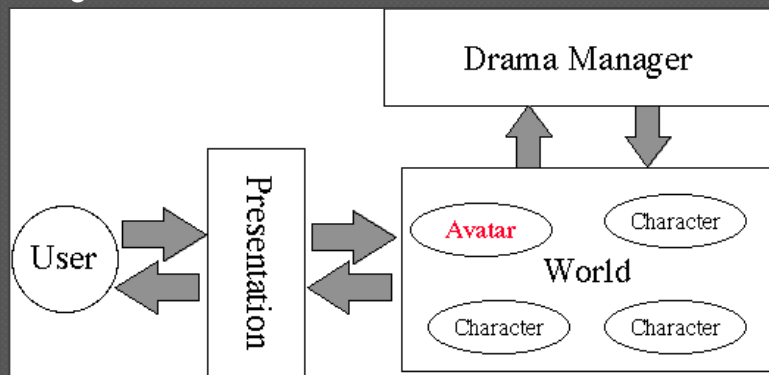 Drama Manager
Presentation
User
Avatar
Character
World
Character
Character